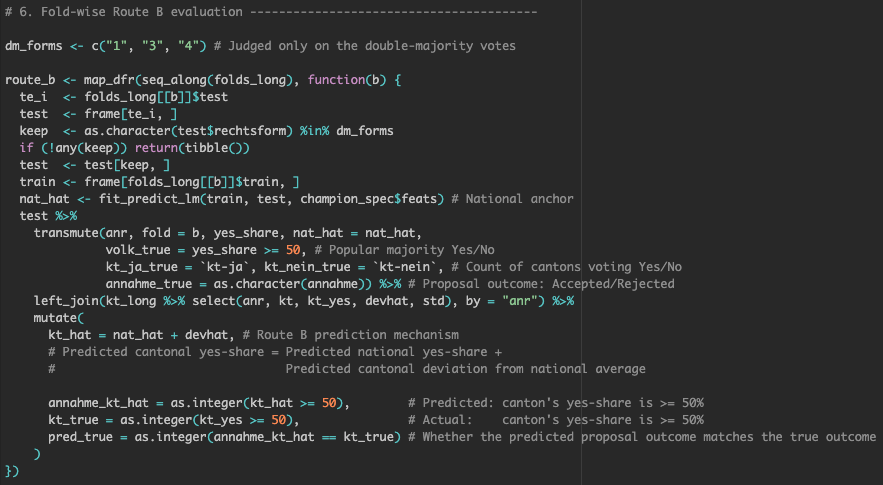 # 6. Fold-wise Route B evaluation -------------------------------------
dm_forms <- c("1", "3", "4") # Judged only on the double-majority votes
route_b <- map_dfr(seq_along(folds_long), function(b) {
  te_i  <- folds_long[[b]]$test
  test  <- frame[te_i, ]
  keep  <- as.character(test$rechtsform) %in% dm_forms
  if (!any(keep)) return(tibble())
  test  <- test[keep, ]
  train <- frame[folds_long[[b]]$train, ]
  nat_hat <- fit_predict_lm(train, test, champion_spec$feats) # National anchor
  test %>%
    transmute(anr, fold = b, yes_share, nat_hat = nat_hat,
              volk_true = yes_share >= 50, # Popular majority Yes/No
              kt_ja_true = `kt-ja`, kt_nein_true = `kt-nein`, # Count of cantons voting Yes/No
              annahme_true = as.character(annahme)) %>% # Proposal outcome: Accepted/Rejected
    left_join(kt_long %>% select(anr, kt, kt_yes, devhat, std), by = "anr") %>%
    mutate(
      kt_hat = nat_hat + devhat, # Route B prediction mechanism
      # Predicted cantonal yes-share = Predicted national yes-share +
      #                                Predicted cantonal deviation from national average
      annahme_kt_hat = as.integer(kt_hat >= 50),        # Predicted: canton's yes-share is >= 50%
      kt_true = as.integer(kt_yes >= 50),               # Actual:    canton's yes-share is >= 50%
      pred_true = as.integer(annahme_kt_hat == kt_true) # Whether the predicted proposal outcome matches the true outcome
    )
})